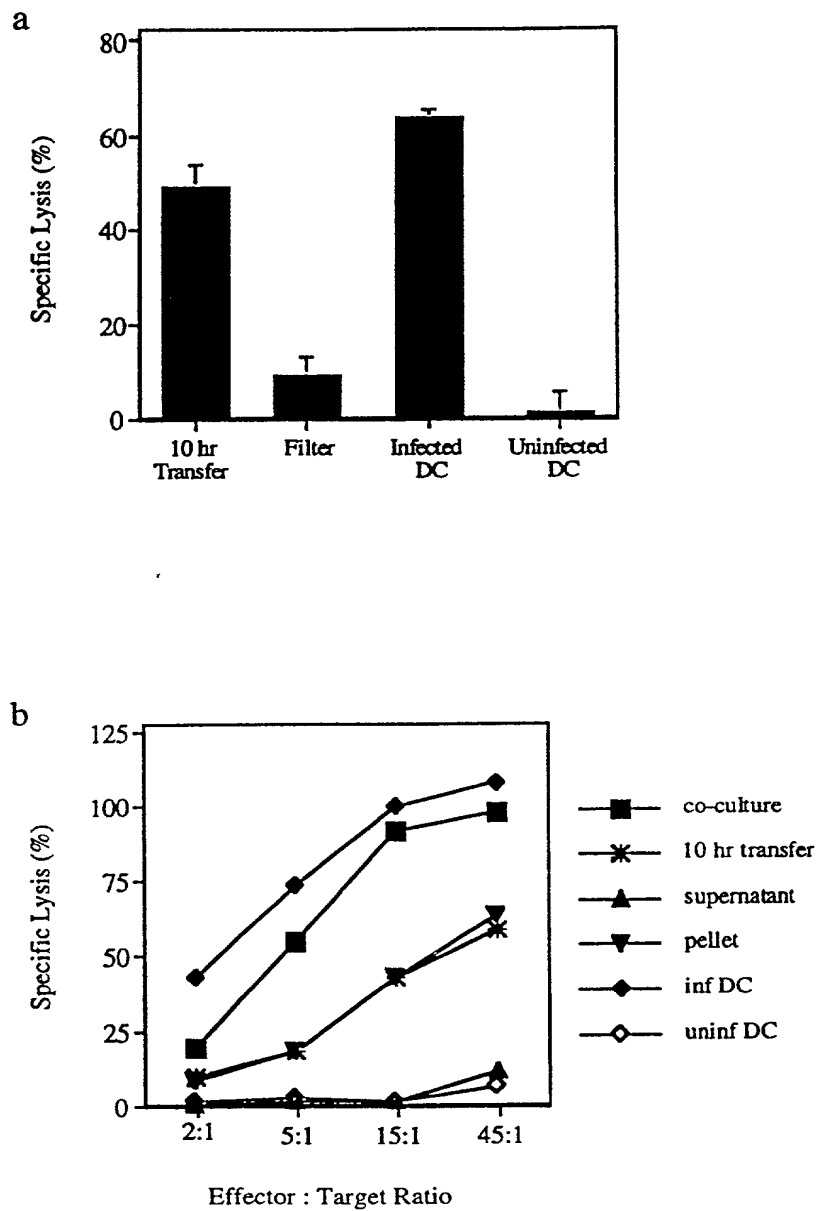 a
Specific Lysis (%)
80
60
40
20
0
10 hr
Transfer
Filter
Infected
DC
Uninfected
DC
b
Specific Lysis (%)
125
100
75
50
25
0
2:1
5:1
15:1
45:1
Effector : Target Ratio
co-culture
10 hr transfer
supernatant
pellet
inf DC
uninf DC